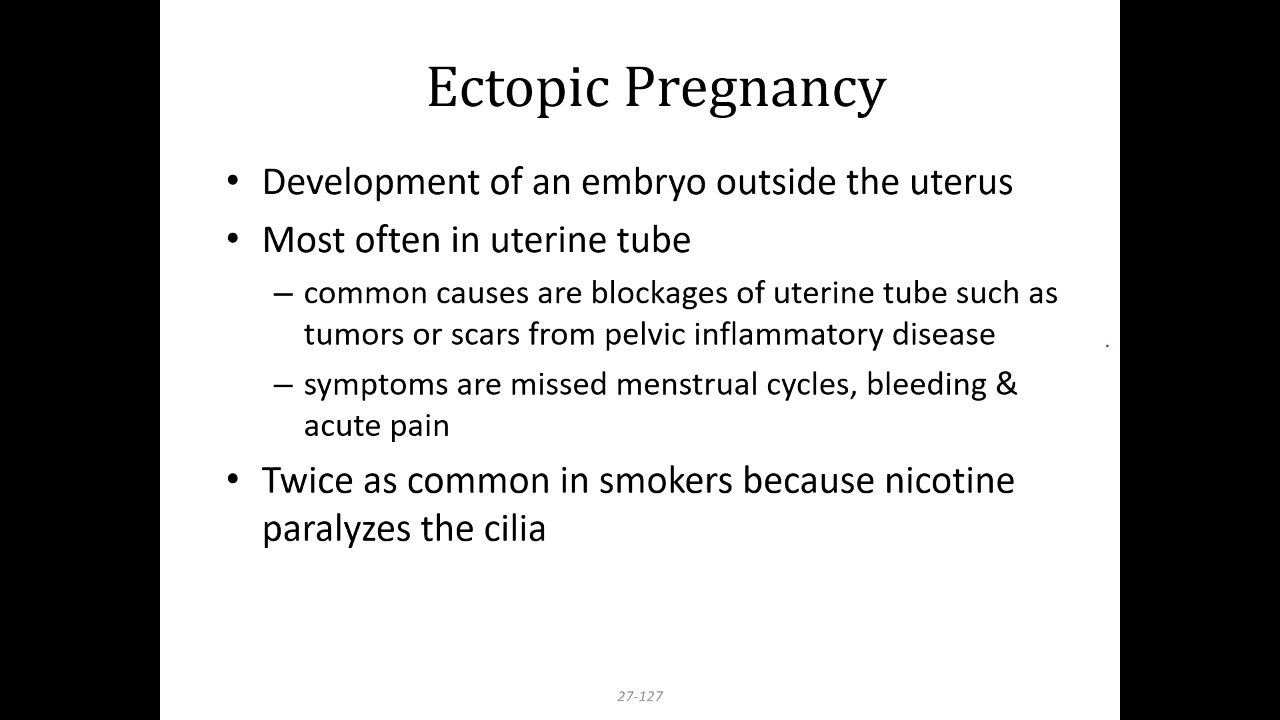 Ectopic Pregnancy
• Development of an embryo outside the uterus
• Most often in uterine tube
– common causes are blockages of uterine tube such as
tumors or scars from pelvic inflammatory disease
– symptoms are missed menstrual cycles, bleeding &
acute pain
• Twice as common in smokers because nicotine
paralyzes the cilia
27-127